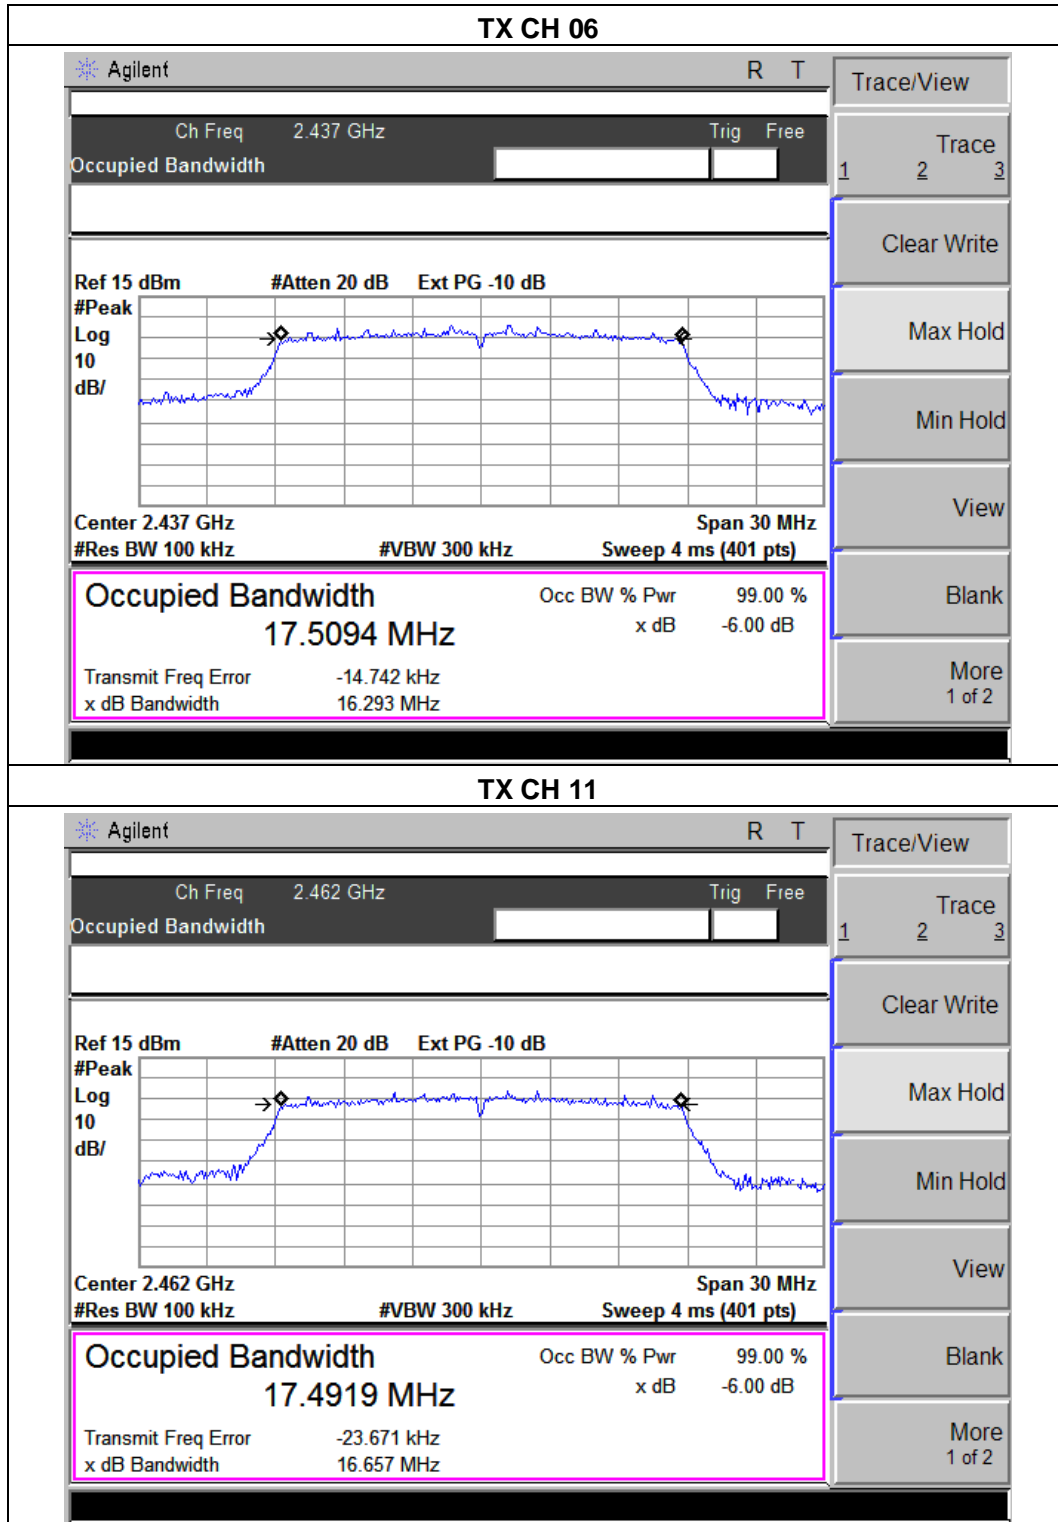 TX CH 06
Agilent R T
Trace/View
Ch Freq 2.437 GHz Trig Free
Occupied Bandwidth
Trace
1 2 3
Clear Write
Ref 15 dBm #Atten 20 dB Ext PG -10 dB
#Peak
Log
10
dB/
Max Hold
Min Hold
View
Center 2.437 GHz Span 30 MHz
#Res BW 100 kHz #VBW 300 kHz Sweep 4 ms (401 pts)
Occupied Bandwidth Occ BW % Pwr 99.00 %
17.5094 MHz x dB -6.00 dB
Blank
Transmit Freq Error -14.742 kHz
x dB Bandwidth 16.293 MHz
More
1 of 2
TX CH 11
Agilent R T
Trace/View
Ch Freq 2.462 GHz Trig Free
Occupied Bandwidth
Trace
1 2 3
Clear Write
Ref 15 dBm #Atten 20 dB Ext PG -10 dB
#Peak
Log
10
dB/
Max Hold
Min Hold
View
Center 2.462 GHz Span 30 MHz
#Res BW 100 kHz #VBW 300 kHz Sweep 4 ms (401 pts)
Occupied Bandwidth Occ BW % Pwr 99.00 %
17.4919 MHz x dB -6.00 dB
Blank
Transmit Freq Error -23.671 kHz
x dB Bandwidth 16.657 MHz
More
1 of 2